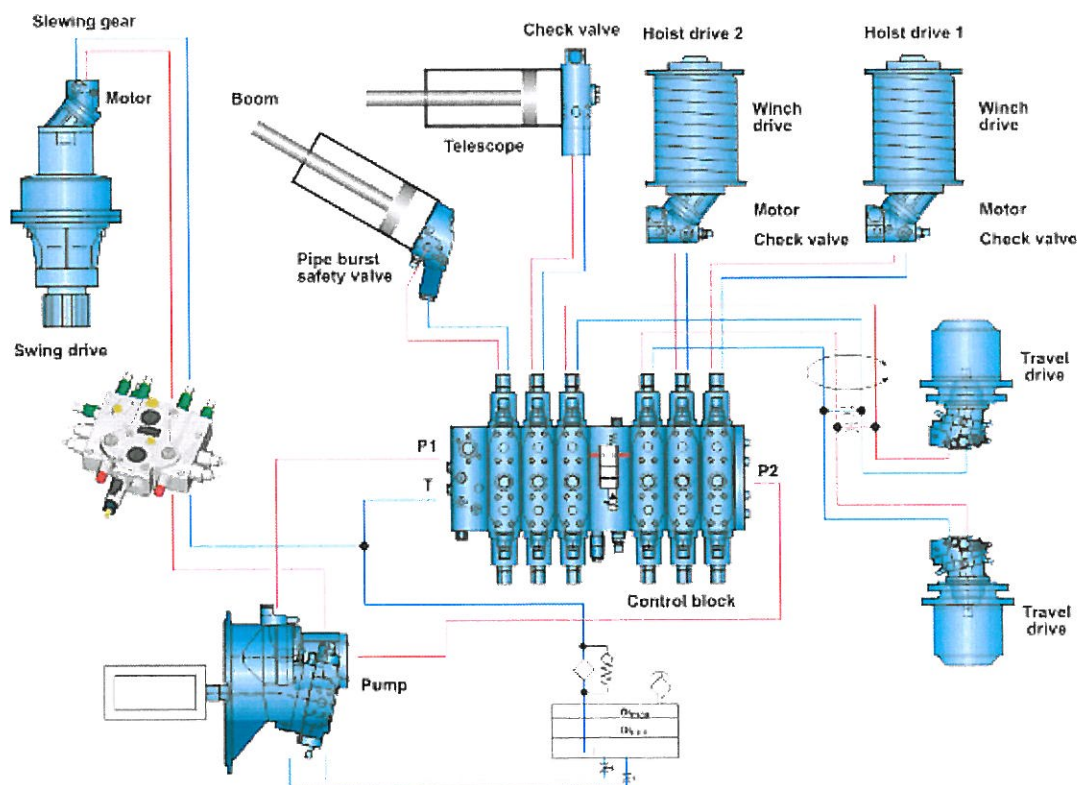 Slewing gear
Motor
Swing drive
Boom
Pipe burst
safety valve
Check valve
Telescope
Hoist drive 2
Winch
drive
Motor
Check valve
Hoist drive 1
Winch
drive
Motor
Check valve
Travel
drive
P1
T
P2
Control block
Travel
drive
Pump